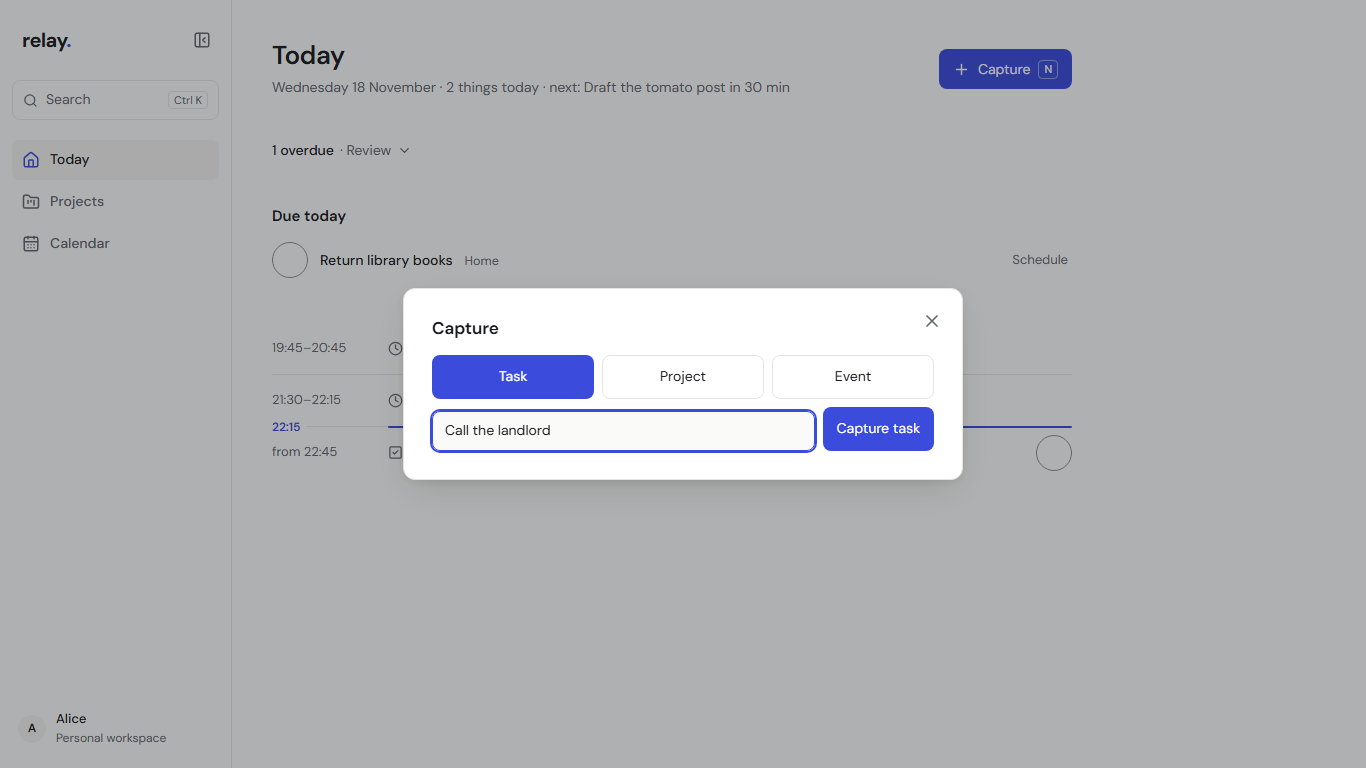 relay.
Search Ctrl K
Today
Projects
Calendar
Alice
A
Personal workspace
Today
Wednesday 18 November · 2 things today · next: Draft the tomato post in 30 min
Capture N
1 overdue · Review
Due today
Return library books Home Schedule
19:45–20:45
21:30–22:15
22:15
from 22:45
Capture
Task Project Event
Call the landlord Capture task